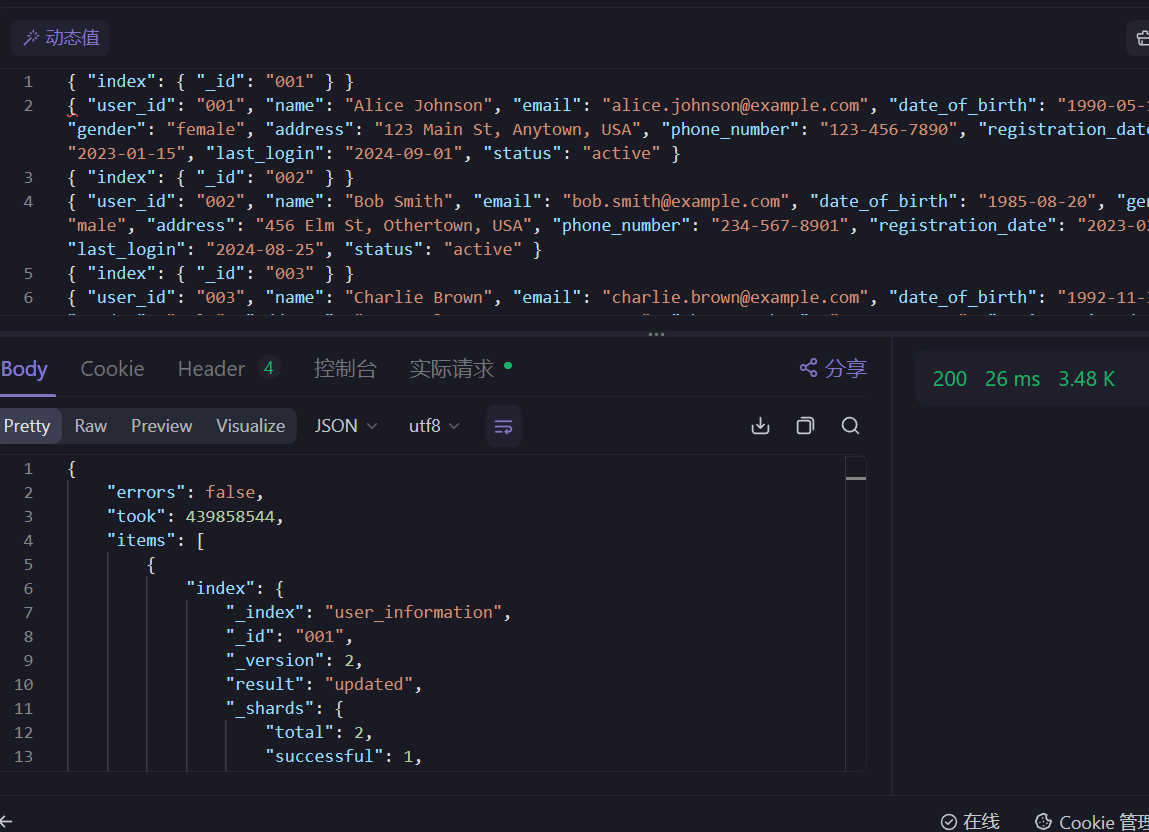 动态值
1 { "index": { "_id": "001" } }
2 { "user_id": "001", "name": "Alice Johnson", "email": "alice.johnson@example.com", "date_of_birth": "1990-05-1
"gender": "female", "address": "123 Main St, Anytown, USA", "phone_number": "123-456-7890", "registration_date
"2023-01-15", "last_login": "2024-09-01", "status": "active" }
3 { "index": { "_id": "002" } }
4 { "user_id": "002", "name": "Bob Smith", "email": "bob.smith@example.com", "date_of_birth": "1985-08-20", "ge
"male", "address": "456 Elm St, Othertown, USA", "phone_number": "234-567-8901", "registration_date": "2023-0
"last_login": "2024-08-25", "status": "active" }
5 { "index": { "_id": "003" } }
6 { "user_id": "003", "name": "Charlie Brown", "email": "charlie.brown@example.com", "date_of_birth": "1992-11-
Body Cookie Header 4 控制台 实际请求 分享
200 26 ms 3.48 K
Pretty Raw Preview Visualize JSON utf8
1 {
2 "errors": false,
3 "took": 439858544,
4 "items": [
5 {
6 "index": {
7 "_index": "user_information",
8 "_id": "001",
9 "_version": 2,
10 "result": "updated",
11 "_shards": {
12 "total": 2,
13 "successful": 1,
在线 Cookie 管理